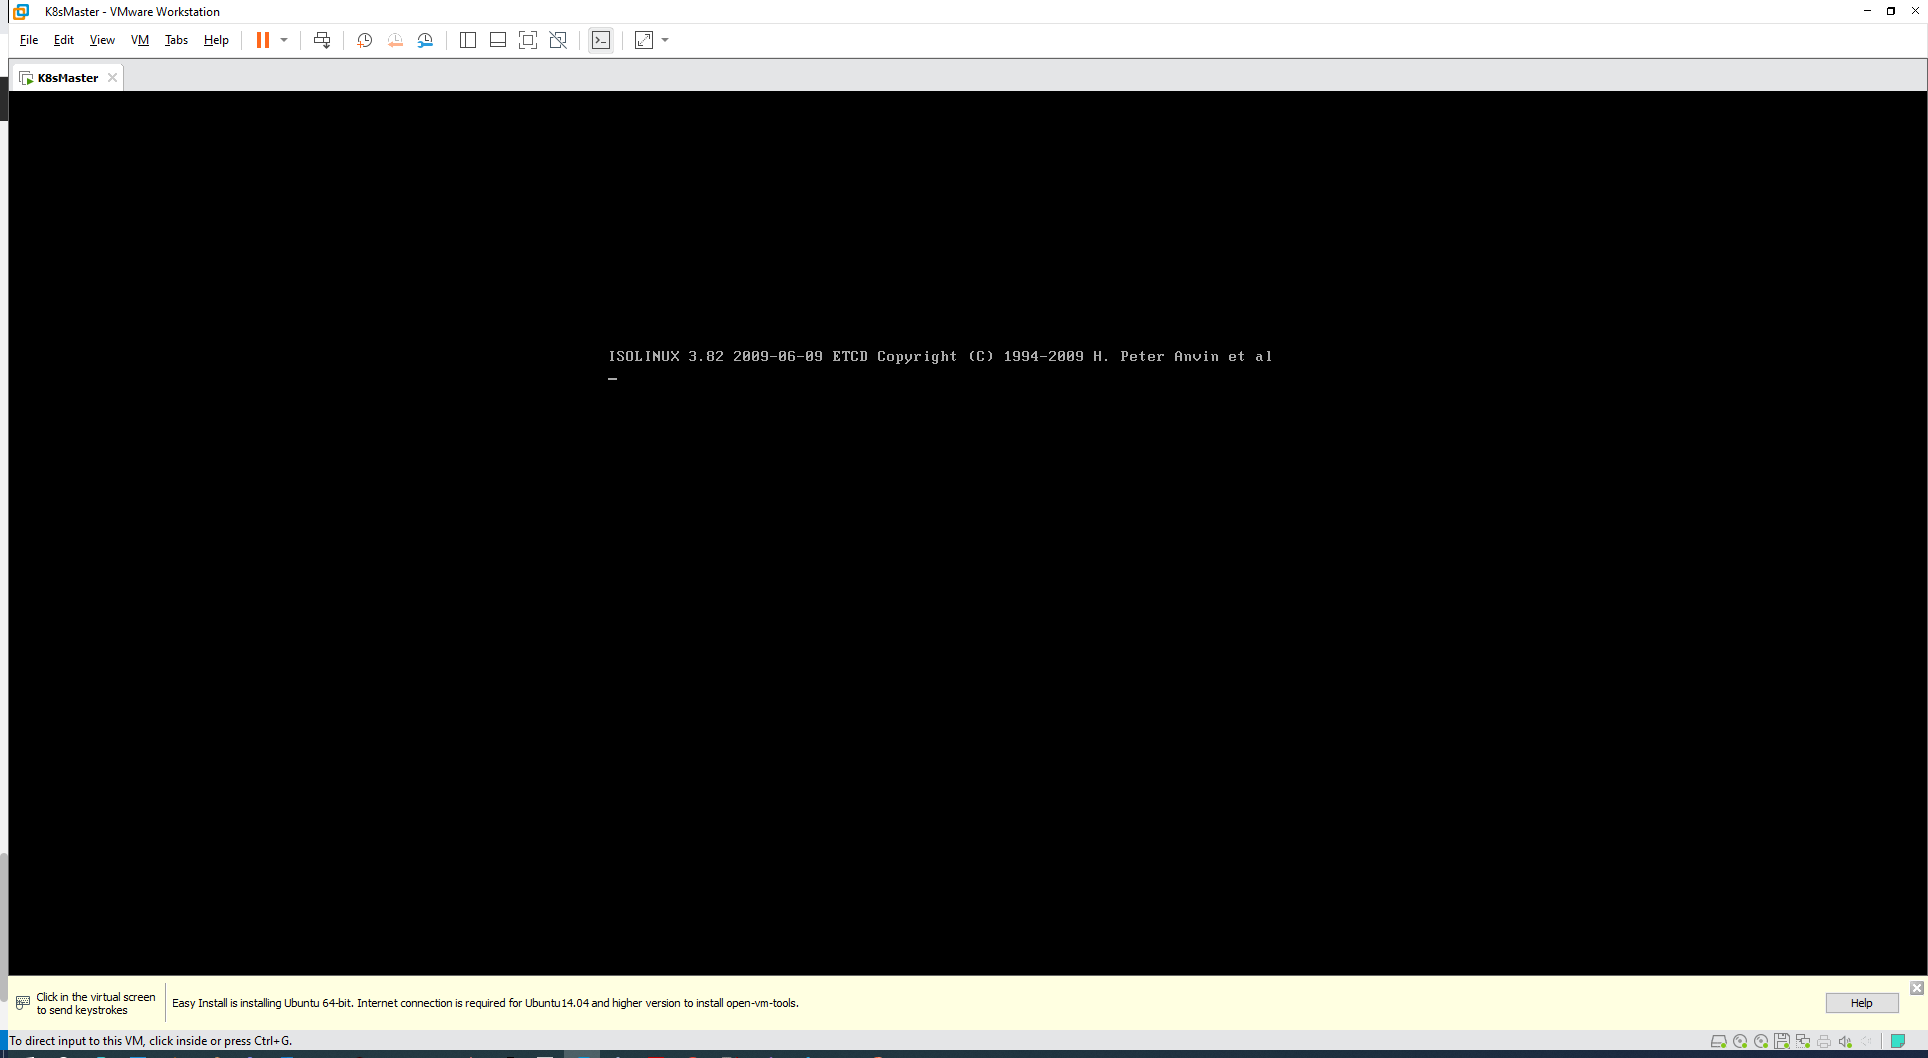 K8sMaster - VMware Workstation
File Edit View VM Tabs Help
K8sMaster
ISOLINUX 3.82 2009-06-09 ETCD Copyright (C) 1994-2009 H. Peter Anvin et al
Click in the virtual screen
to send keystrokes
Easy Install is installing Ubuntu 64-bit. Internet connection is required for Ubuntu14.04 and higher version to install open-vm-tools.
Help
To direct input to this VM, click inside or press Ctrl+G.